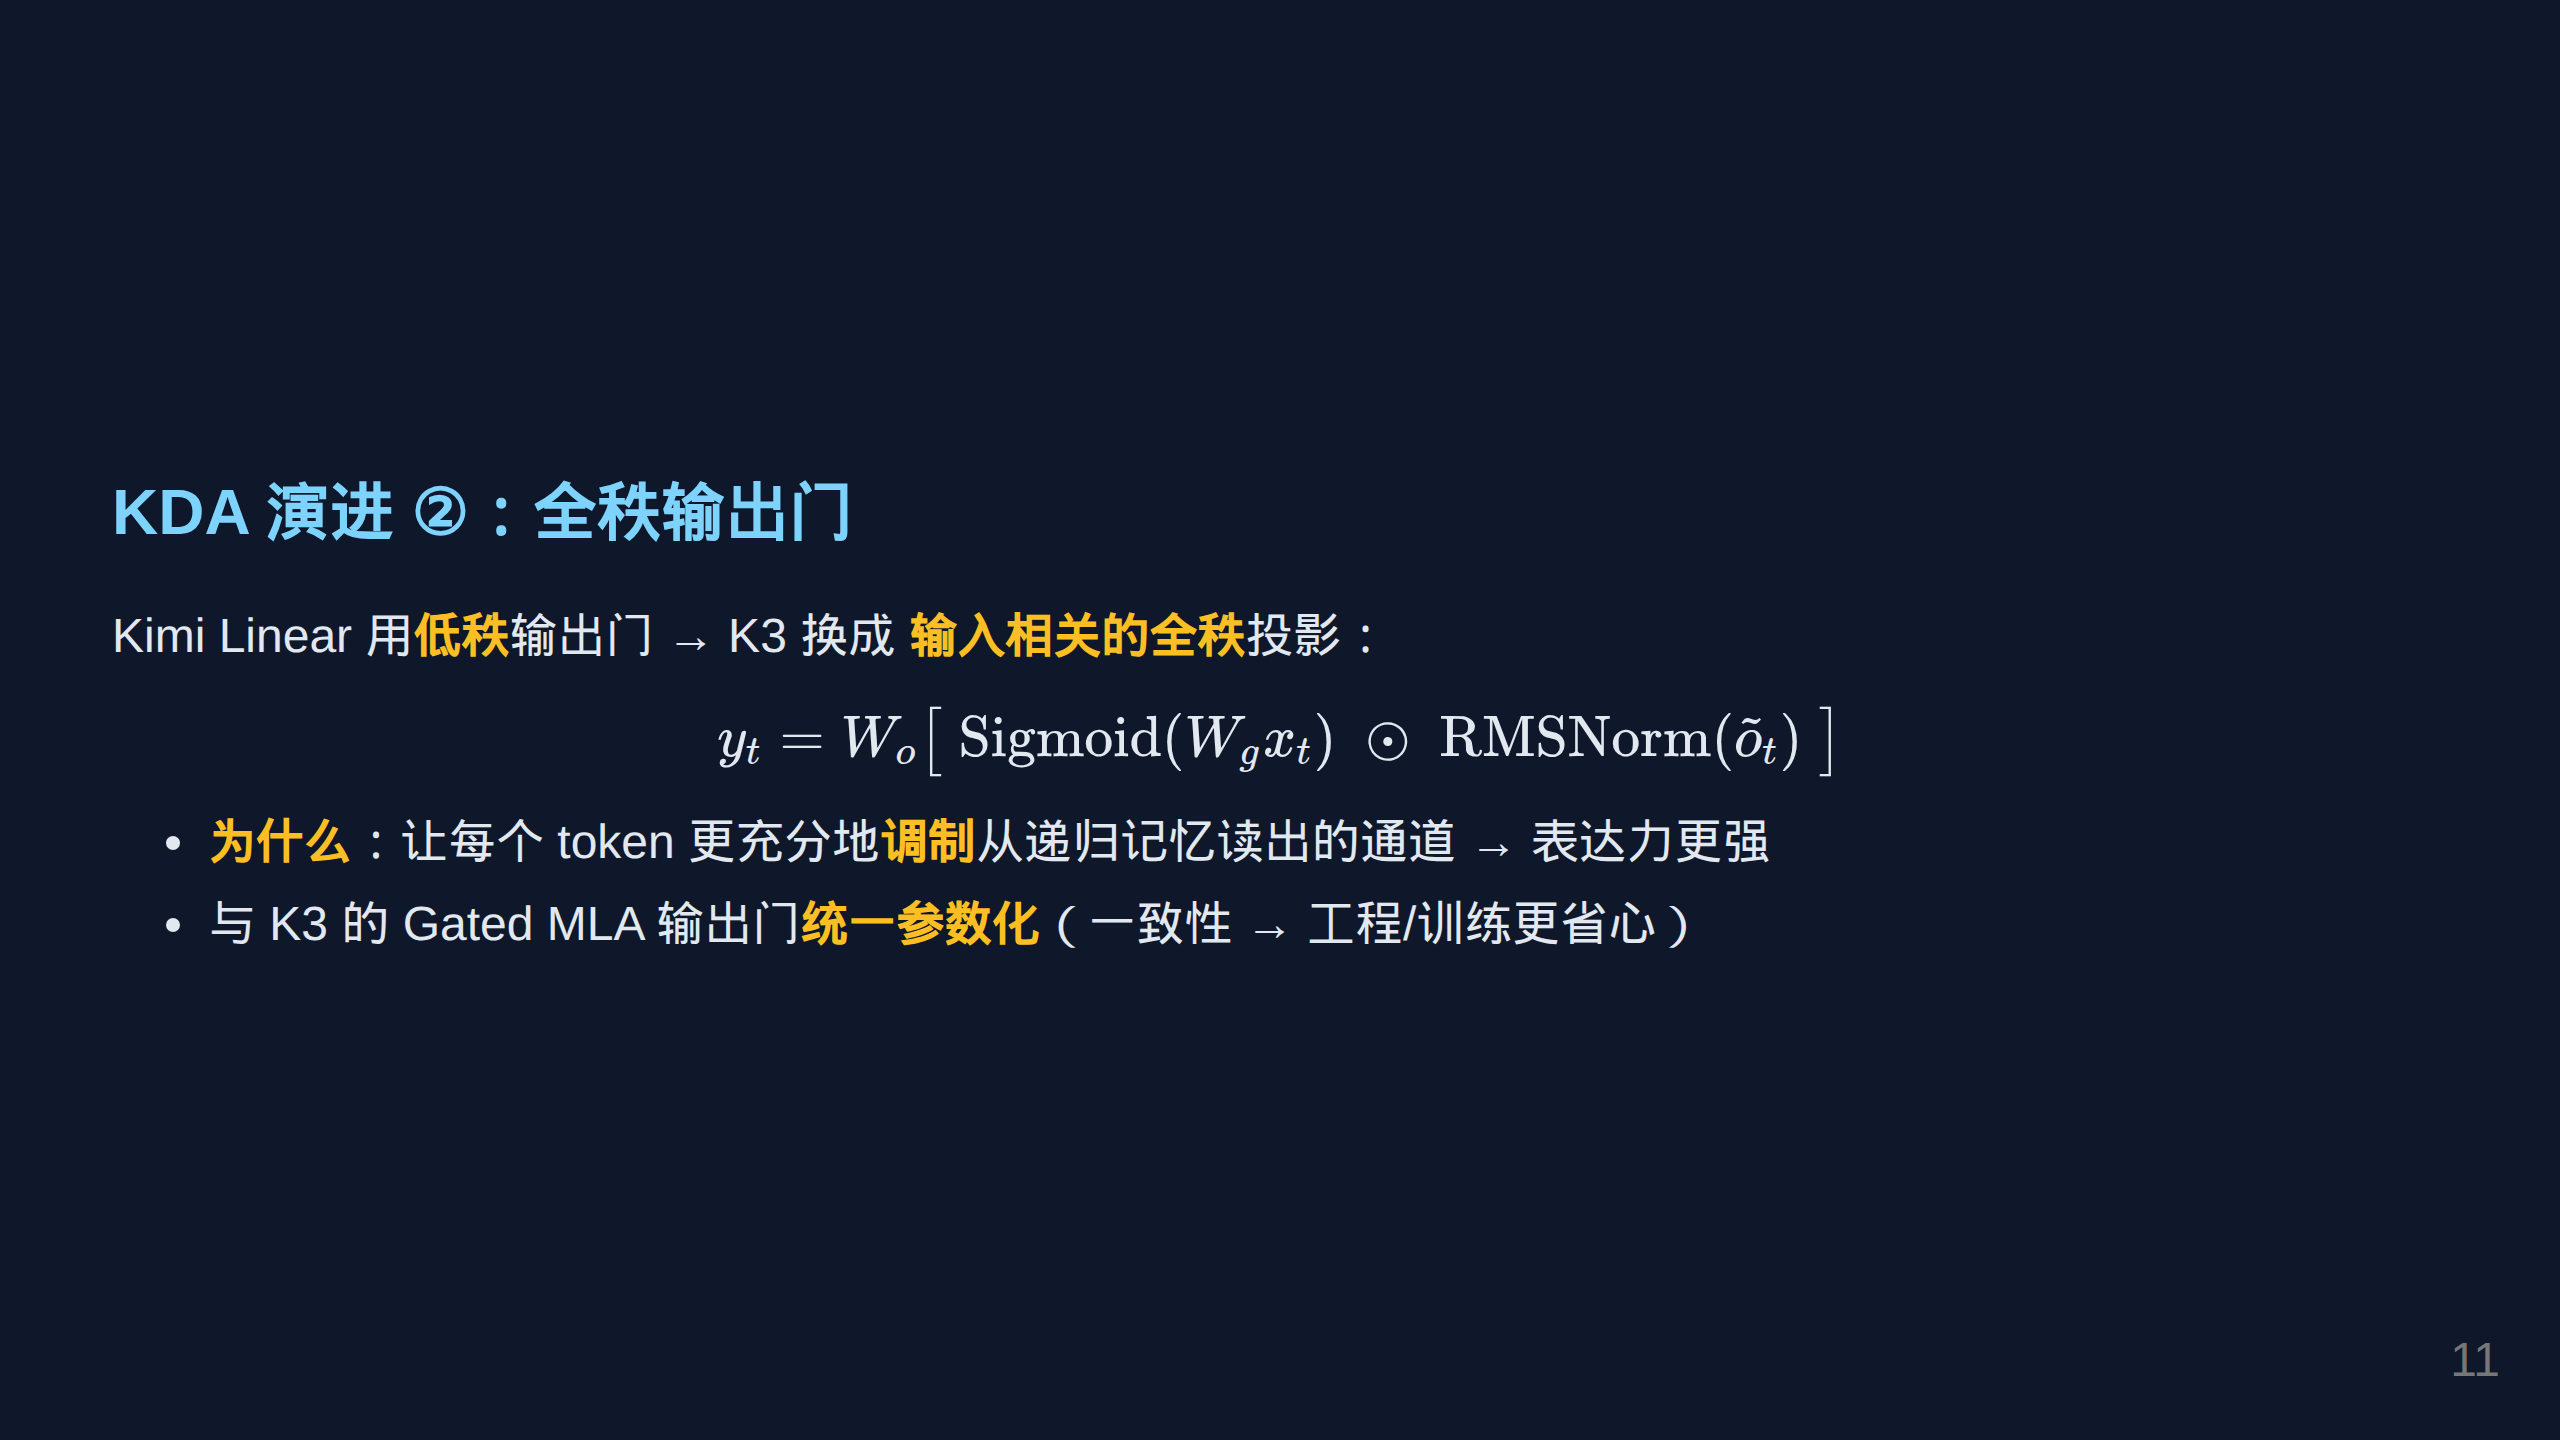 KDA 演进 ②：全秩输出门
Kimi Linear 用低秩输出门 → K3 换成 输入相关的全秩投影：
y_t = W_o[ Sigmoid(W_g x_t) ⊙ RMSNorm(õ_t) ]
• 为什么：让每个 token 更充分地调制从递归记忆读出的通道 → 表达力更强
• 与 K3 的 Gated MLA 输出门统一参数化（一致性 → 工程/训练更省心）
11